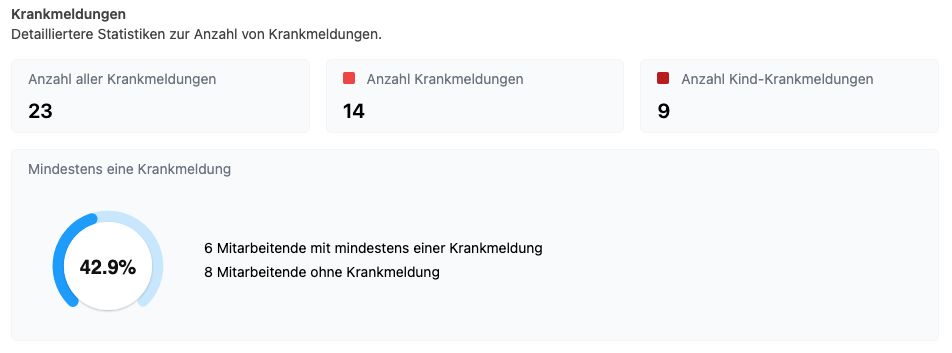 Krankmeldungen
Detailliertere Statistiken zur Anzahl von Krankmeldungen.
Anzahl aller Krankmeldungen
23
Anzahl Krankmeldungen
14
Anzahl Kind-Krankmeldungen
9
Mindestens eine Krankmeldung
42.9%
6 Mitarbeitende mit mindestens einer Krankmeldung
8 Mitarbeitende ohne Krankmeldung